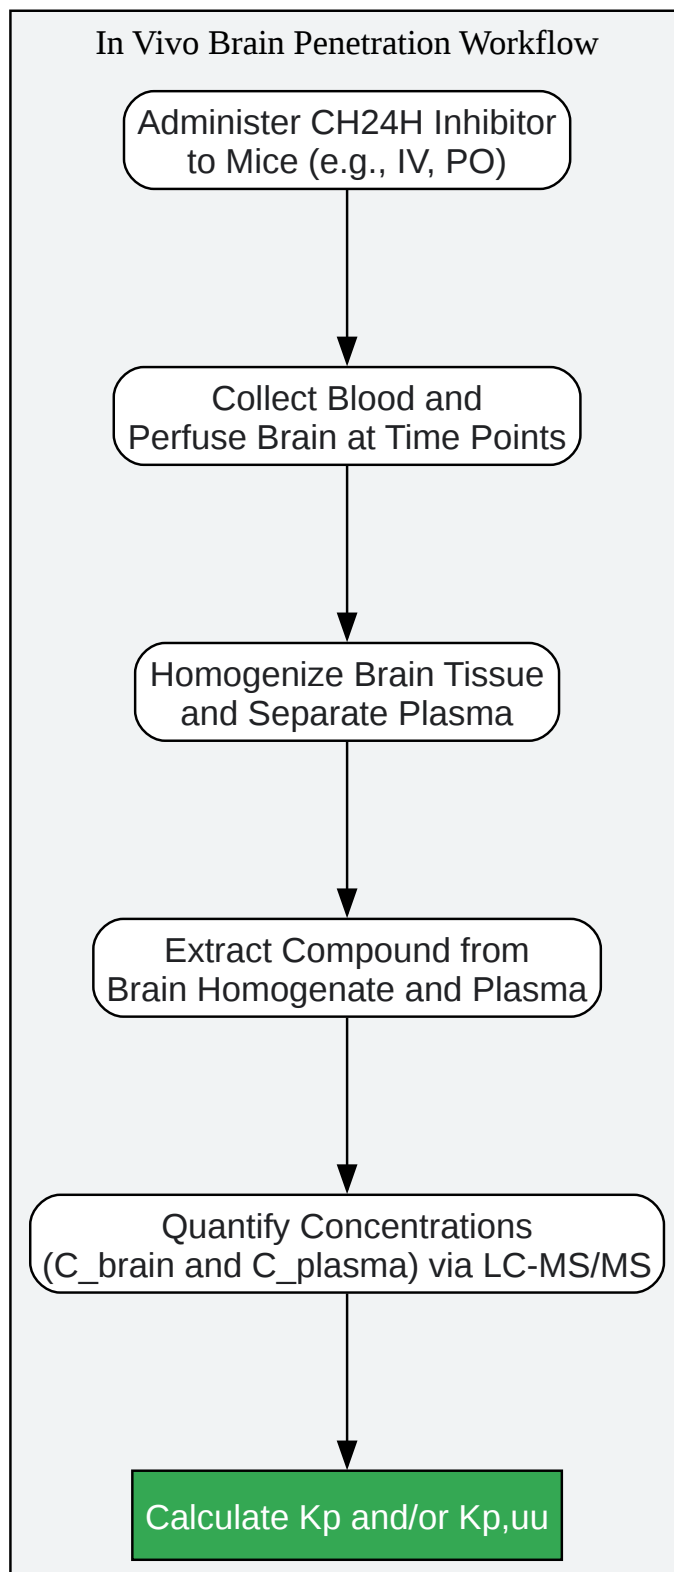 In Vivo Brain Penetration Workflow
Administer CH24H Inhibitor
to Mice (e.g., IV, PO)
Collect Blood and
Perfuse Brain at Time Points
Homogenize Brain Tissue
and Separate Plasma
Extract Compound from
Brain Homogenate and Plasma
Quantify Concentrations
(C_brain and C_plasma) via LC-MS/MS
Calculate Kp and/or Kp,uu